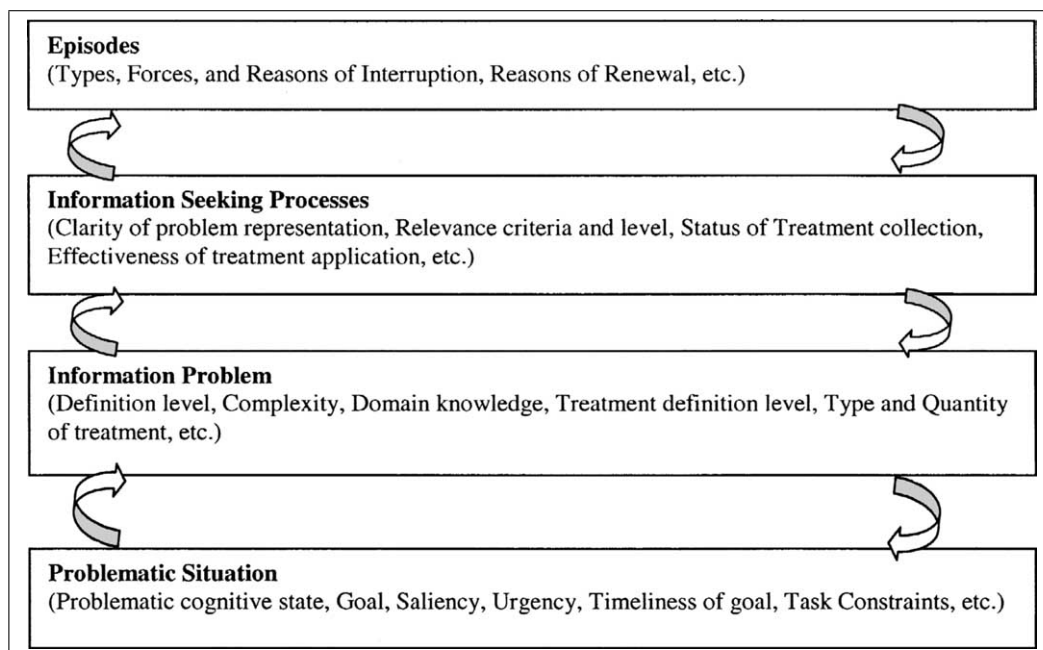 Episodes
(Types, Forces, and Reasons of Interruption, Reasons of Renewal, etc.)
Information Seeking Processes
(Clarity of problem representation, Relevance criteria and level, Status of Treatment collection,
Effectiveness of treatment application, etc.)
Information Problem
(Definition level, Complexity, Domain knowledge, Treatment definition level, Type and Quantity
of treatment, etc.)
Problematic Situation
(Problematic cognitive state, Goal, Saliency, Urgency, Timeliness of goal, Task Constraints, etc.)